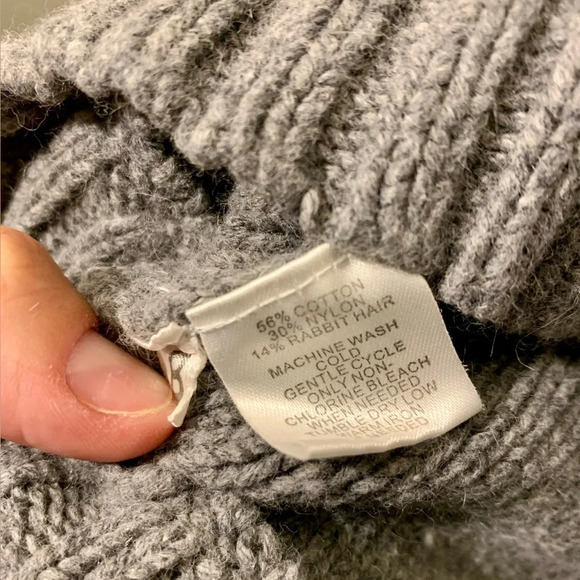 56% COTTON
30% NYLON
14% RABBIT HAIR
MACHINE WASH
COLD
GENTLE CYCLE
ONLY NON-
CHLORINE BLEACH
WHEN NEEDED
TUMBLE DRY LOW
IRON